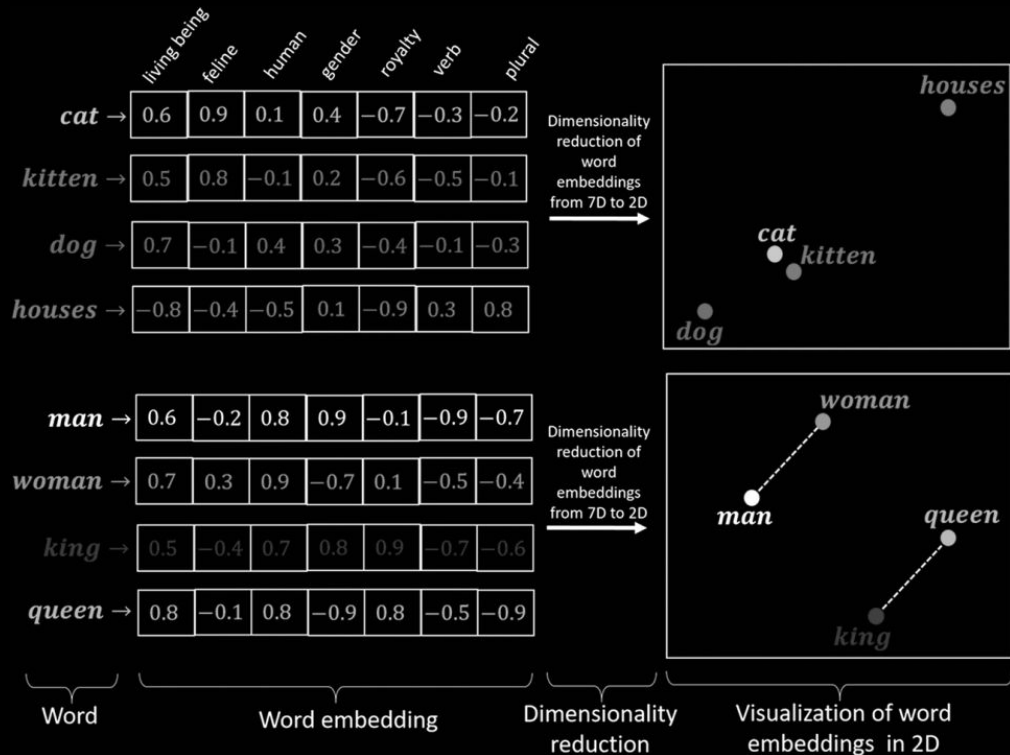 living being feline human gender royalty verb plural
cat → 0.6 0.9 0.1 0.4 −0.7 −0.3 −0.2
kitten → 0.5 0.8 −0.1 0.2 −0.6 −0.5 −0.1
dog → 0.7 −0.1 0.4 0.3 −0.4 −0.1 −0.3
houses → −0.8 −0.4 −0.5 0.1 −0.9 0.3 0.8
Dimensionality
reduction of
word
embeddings
from 7D to 2D
houses
cat
kitten
dog
man → 0.6 −0.2 0.8 0.9 −0.1 −0.9 −0.7
woman → 0.7 0.3 0.9 −0.7 0.1 −0.5 −0.4
king → 0.5 −0.4 0.7 0.8 0.9 −0.7 −0.6
queen → 0.8 −0.1 0.8 −0.9 0.8 −0.5 −0.9
Dimensionality
reduction of
word
embeddings
from 7D to 2D
woman
man
queen
king
Word
Word embedding
Dimensionality
reduction
Visualization of word
embeddings in 2D